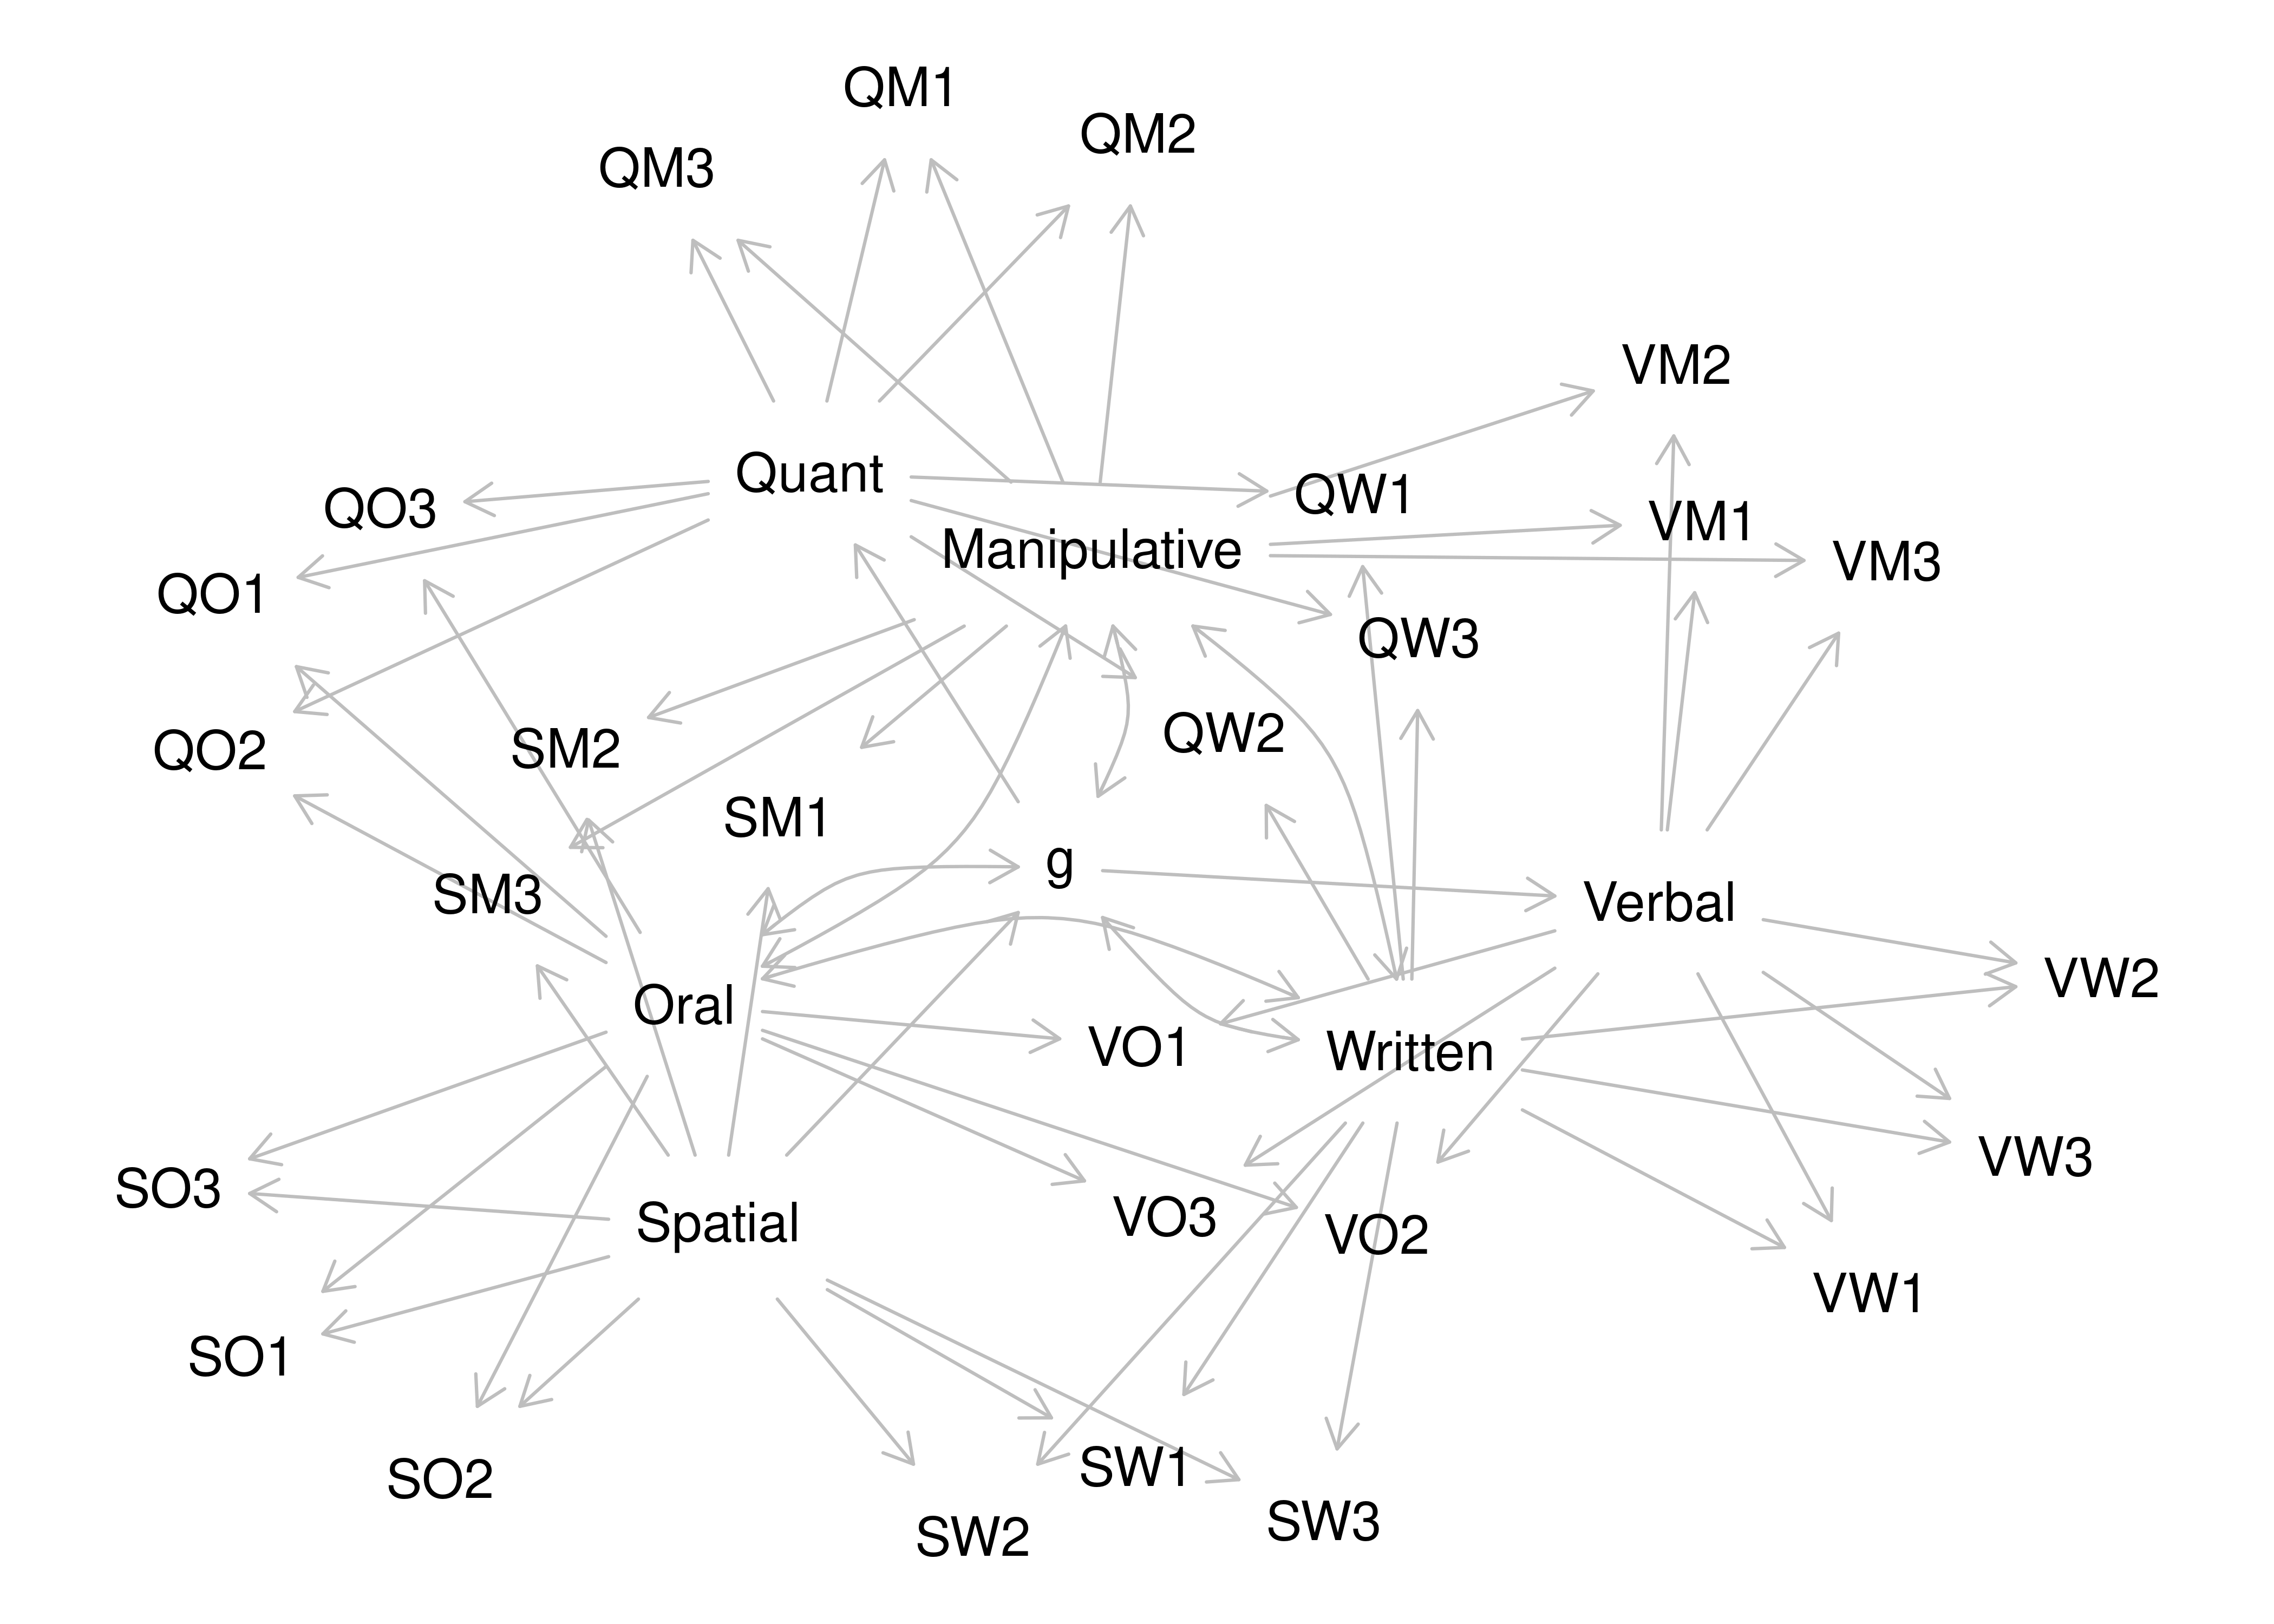 QM1
QM2
QM3
VM2
Quant
QW1
QO3
VM1
Manipulative
VM3
QO1
QW3
QW2
QO2
SM2
SM1
g
SM3
Verbal
VW2
Oral
VO1
Written
VW3
SO3
VO3
Spatial
VO2
VW1
SO1
SW1
SO2
SW3
SW2